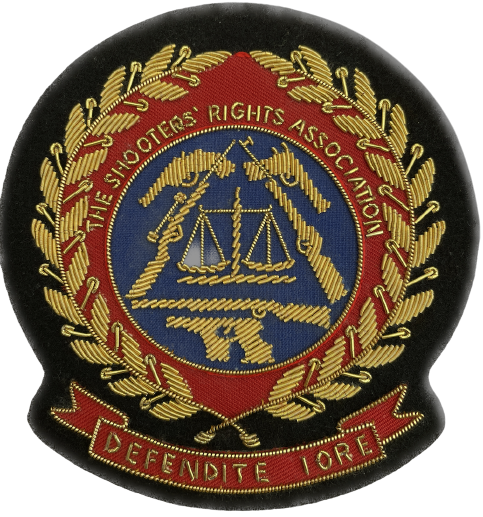 THE SHOOTERS' RIGHTS ASSOCIATION
DEFENDITE IORE